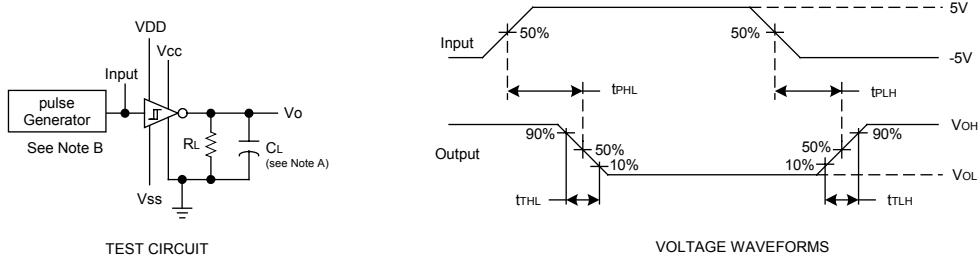 VDD
Vcc
Input
pulse
Generator
See Note B
Vo
RL
CL
(see Note A)
Vss
TEST CIRCUIT
5V
Input
50%
50%
-5V
tPHL
tPLH
90%
VOH
90%
Output
50%
50%
10%
10%
VOL
tTHL
tTLH
VOLTAGE WAVEFORMS